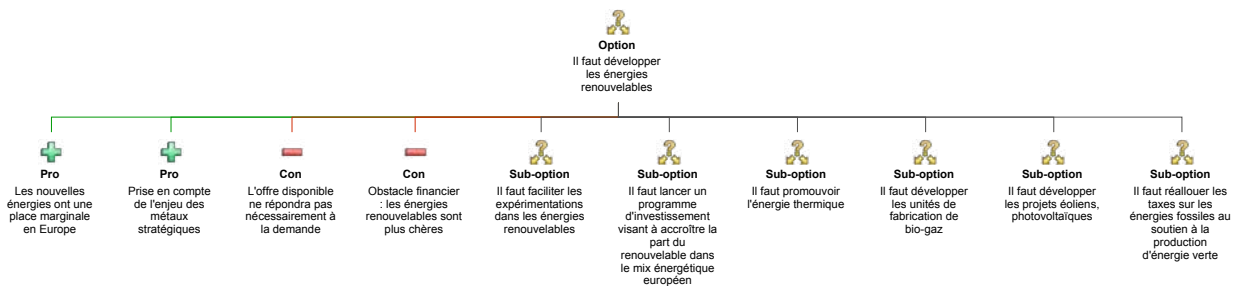 Option
Il faut développer
les énergies
renouvelables
Pro
Les nouvelles
énergies ont une
place marginale
en Europe
Pro
Prise en compte
de l'enjeu des
métaux
stratégiques
Con
L'offre disponible
ne répondra pas
nécessairement à
la demande
Con
Obstacle financier
: les énergies
renouvelables sont
plus chères
Sub-option
Il faut faciliter les
expérimentations
dans les énergies
renouvelables
Sub-option
Il faut lancer un
programme
d'investissement
visant à accroître la
part du
renouvelable dans
le mix énergétique
européen
Sub-option
Il faut promouvoir
l'énergie thermique
Sub-option
Il faut développer
les unités de
fabrication de
bio-gaz
Sub-option
Il faut développer
les projets éoliens,
photovoltaïques
Sub-option
Il faut réallouer les
taxes sur les
énergies fossiles au
soutien à la
production
d'énergie verte